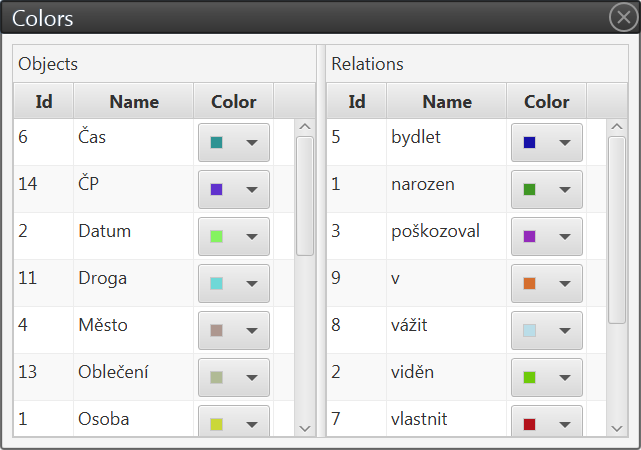 Colors
Objects
Id Name Color
6 Čas
14 ČP
2 Datum
11 Droga
4 Město
13 Oblečení
1 Osoba
Relations
Id Name Color
5 bydlet
1 narozen
3 poškozoval
9 v
8 vážit
2 viděn
7 vlastnit